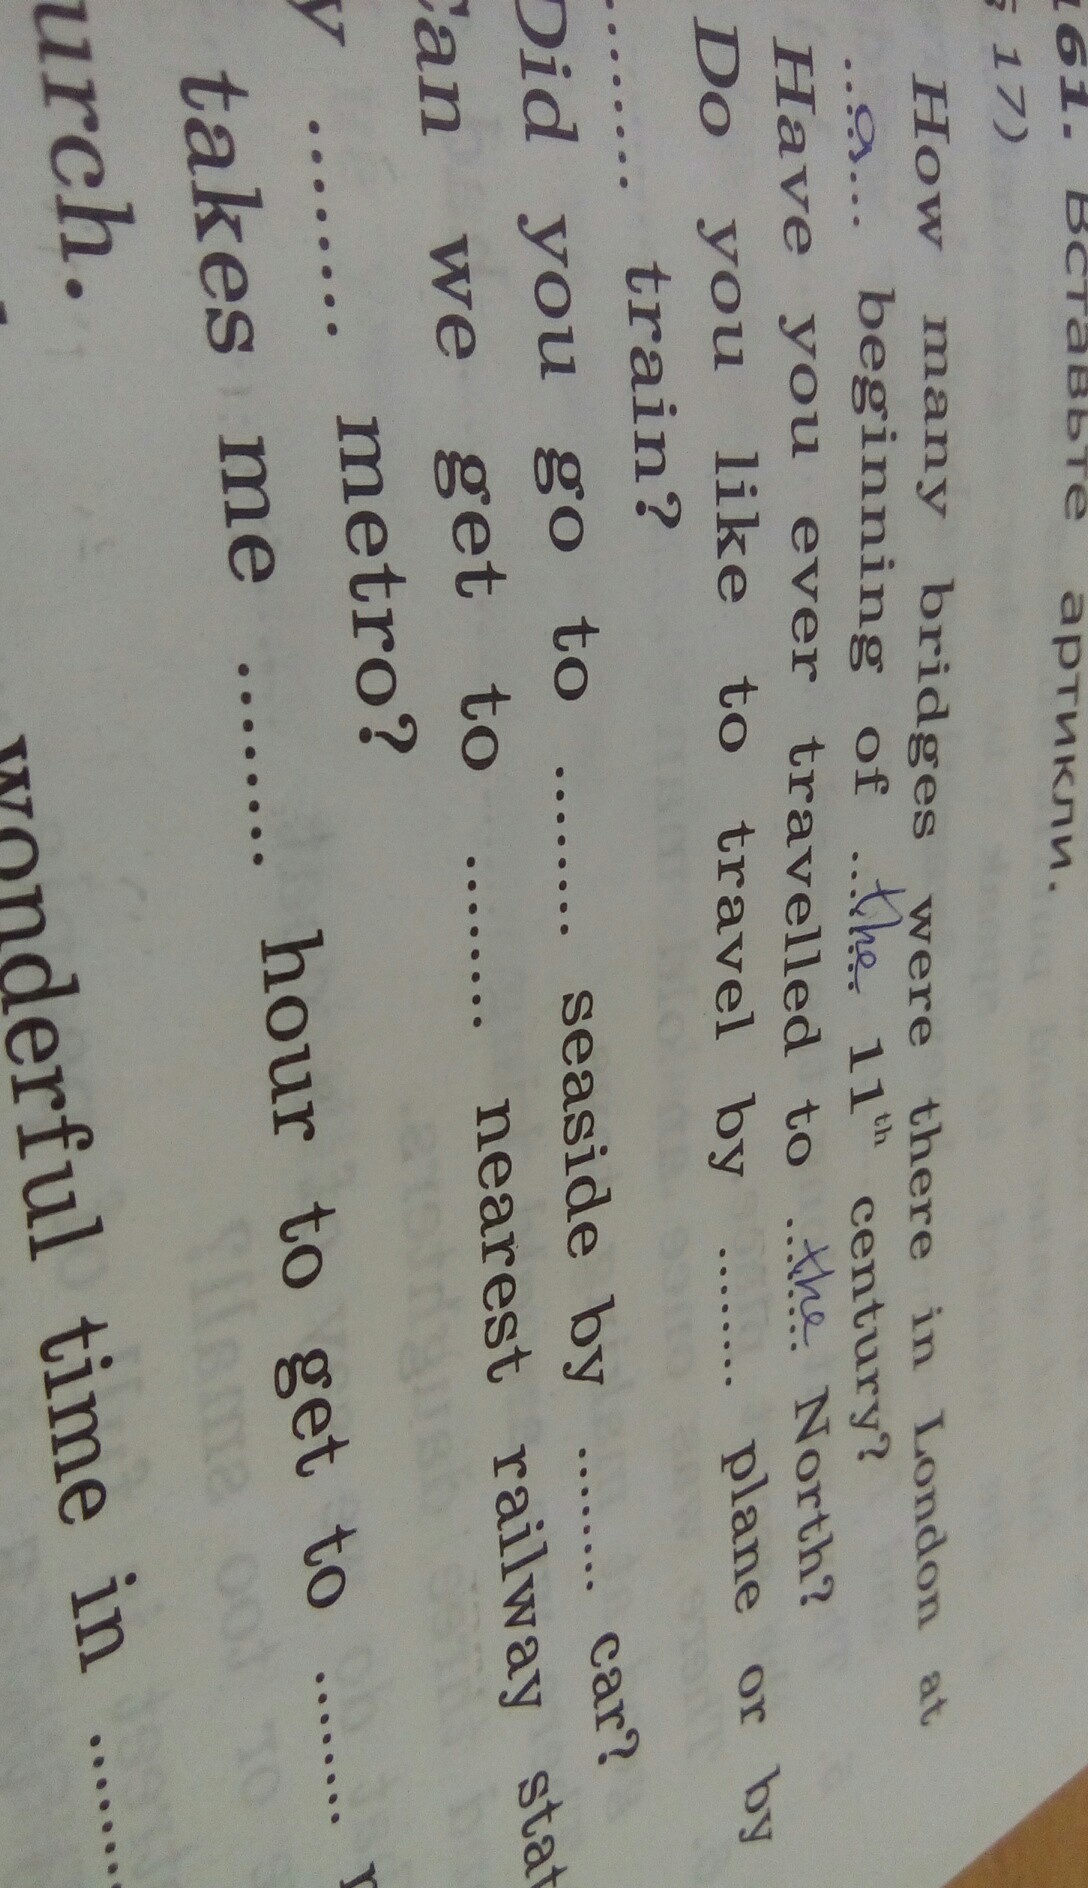 161. Вставьте артикли.
17)
How many bridges were there in London at
....a.... beginning of ....the.... 11th century?
Have you ever travelled to ....the.... North?
Do you like to travel by ........ plane or by
........ train?
Did you go to ........ seaside by ........ car?
Can we get to ........ nearest railway stat
y ........ metro?
takes me ........ hour to get to ........
urch.
wonderful time in ........